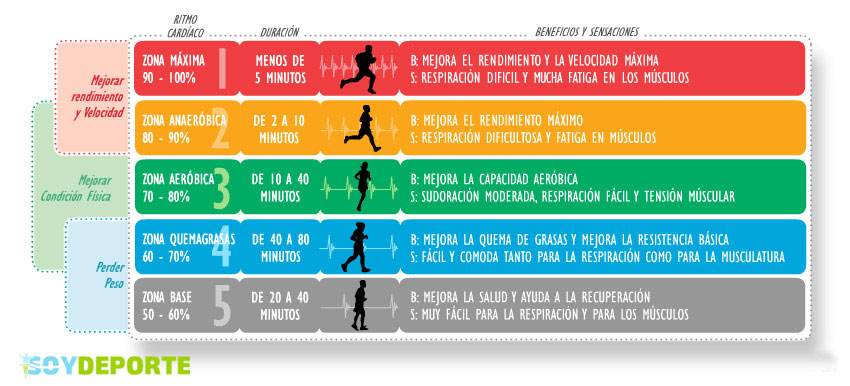 RITMO
CARDÍACO
DURACIÓN
BENEFICIOS Y SENSACIONES
Mejorar
rendimiento
y Velocidad
Mejorar
Condición Física
Perder
Peso
ZONA MÁXIMA
90 - 100%
1
MENOS DE
5 MINUTOS
B: MEJORA EL RENDIMIENTO Y LA VELOCIDAD MÁXIMA
S: RESPIRACIÓN DIFICIL Y MUCHA FATIGA EN LOS MÚSCULOS
ZONA ANAERÓBICA
80 - 90%
2
DE 2 A 10
MINUTOS
B: MEJORA EL RENDIMIENTO MÁXIMO
S: RESPIRACIÓN DIFICULTOSA Y FATIGA EN MÚSCULOS
ZONA AERÓBICA
70 - 80%
3
DE 10 A 40
MINUTOS
B: MEJORA LA CAPACIDAD AERÓBICA
S: SUDORACIÓN MODERADA, RESPIRACIÓN FÁCIL Y TENSIÓN MÚSCULAR
ZONA QUEMAGRASAS
60 - 70%
4
DE 40 A 80
MINUTOS
B: MEJORA LA QUEMA DE GRASAS Y MEJORA LA RESISTENCIA BÁSICA
S: FÁCIL Y COMODA TANTO PARA LA RESPIRACIÓN COMO PARA LA MUSCULATURA
ZONA BASE
50 - 60%
5
DE 20 A 40
MINUTOS
B: MEJORA LA SALUD Y AYUDA A LA RECUPERACIÓN
S: MUY FÁCIL PARA LA RESPIRACIÓN Y PARA LOS MÚSCULOS
SOYDEPORTE